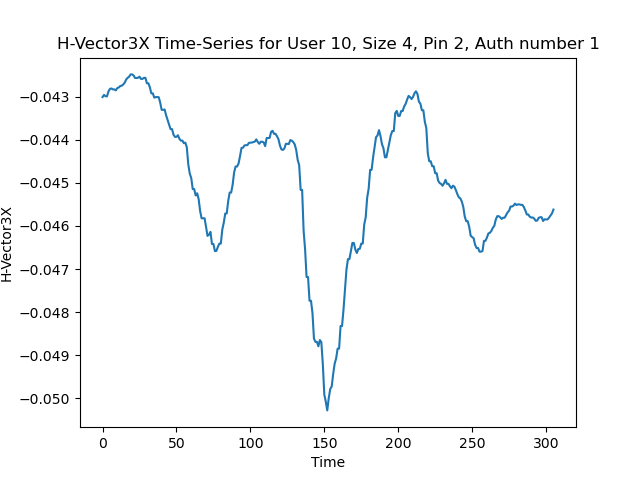 H-Vector3X Time-Series for User 10, Size 4, Pin 2, Auth number 1
−0.043
−0.044
−0.045
−0.046
−0.047
−0.048
−0.049
−0.050
H-Vector3X
0 50 100 150 200 250 300
Time